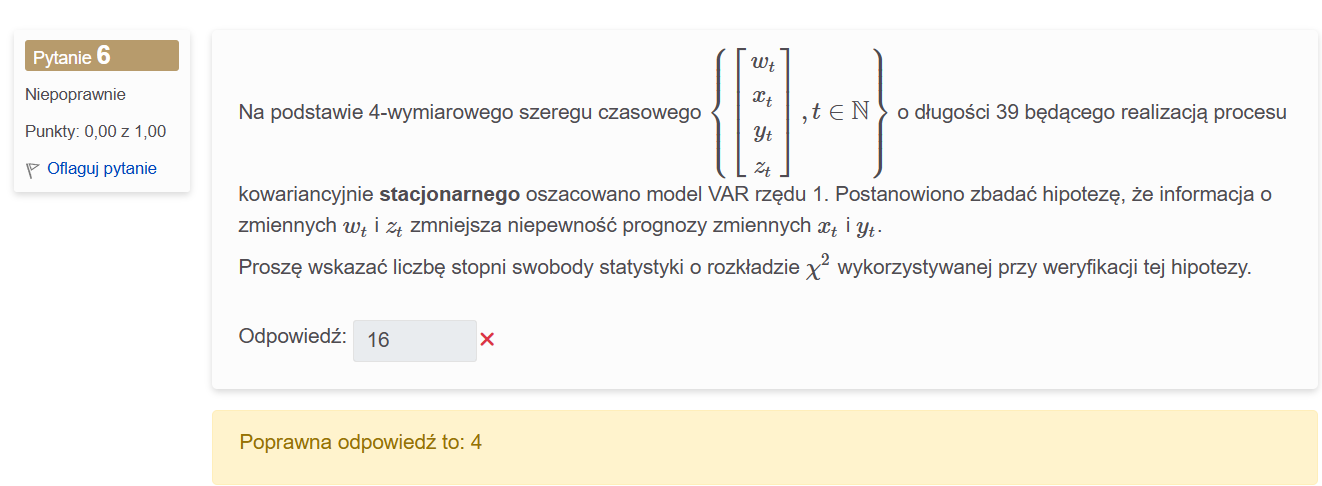 Pytanie 6
Niepoprawnie
Punkty: 0,00 z 1,00
Oflaguj pytanie
Na podstawie 4-wymiarowego szeregu czasowego { [ w_t x_t y_t z_t ] , t ∈ ℕ } o długości 39 będącego realizacją procesu
kowariancyjnie stacjonarnego oszacowano model VAR rzędu 1. Postanowiono zbadać hipotezę, że informacja o
zmiennych w_t i z_t zmniejsza niepewność prognozy zmiennych x_t i y_t.
Proszę wskazać liczbę stopni swobody statystyki o rozkładzie χ² wykorzystywanej przy weryfikacji tej hipotezy.
Odpowiedź: 16
Poprawna odpowiedź to: 4